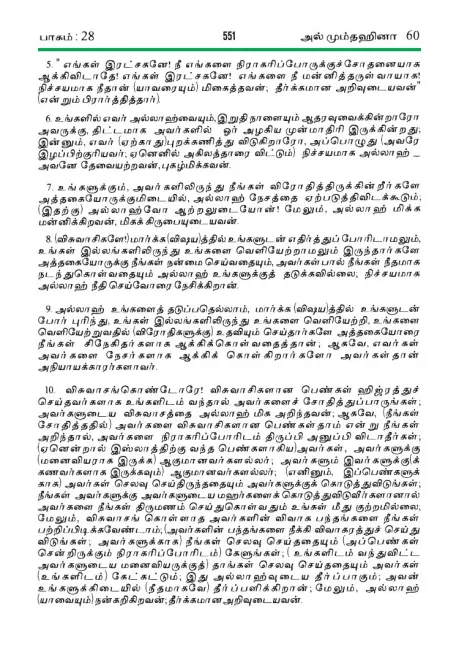 பாகம் : 28 551 அல் மும்தஹினா 60
5. " எங்கள் இரட்சகனே! நீ எங்களை நிராகரிப்போருக்குச்சோதனையாக
ஆக்கிவிடாதே! எங்கள் இரட்சகனே! எங்களை நீ மன்னித்தருள்வாயாக!
நிச்சயமாக நீதான் (யாவரையும்) மிகைத்தவன்; தீர்க்கமான அறிவுடையவன்"
(என்றும் பிரார்த்தித்தார்).
6. உங்களில் எவர் அல்லாஹ்வையும், இறுதிநாளையும் ஆதரவுவைக்கின்றாரோ
அவருக்கு, திட்டமாக அவர்களில் ஓர் அழகிய முன்மாதிரி இருக்கின்றது;
இன்னும், எவர் (ஏற்காது)புறக்கணித்து விடுகிறாரோ, அப்பொழுது (அவரே
இழப்பிற்குரியவர்; ஏனெனில் அகிலத்தாரை விட்டும்) நிச்சயமாக அல்லாஹ் _
அவனே தேவையற்றவன், புகழ்மிக்கவன்.
7. உங்களுக்கும், அவர்களிலிருந்து நீங்கள் விரோதித்திருக்கின்றீர்களே
அத்தகையோருக்குமிடையில், அல்லாஹ் நேசத்தை ஏற்படுத்திவிடக்கூடும்;
(இதற்கு) அல்லாஹ்வோ ஆற்றலுடையோன்! மேலும், அல்லாஹ் மிக்க
மன்னிக்கிறவன், மிகக்கிருபையுடையவன்.
8. (விசுவாசிகளே!) மார்க்க (விஷய)த்தில் உங்களுடன் எதிர்த்துப்போரிடாமலும்,
உங்கள் இல்லங்களிலிருந்து உங்களை வெளியேற்றாமலும் இருந்தார்களே
அத்தகையோருக்கு நீங்கள் நன்மை செய்வதையும், அவர்கள்பால் நீங்கள் நீதமாக
நடந்துகொள்வதையும் அல்லாஹ் உங்களுக்குத் தடுக்கவில்லை, நிச்சயமாக
அல்லாஹ் நீதி செய்வோரை நேசிக்கிறான்.
9. அல்லாஹ் உங்களைத் தடுப்பதெல்லாம், மார்க்க (விஷய)த்தில் உங்களுடன்
போர் புரிந்து, உங்கள் இல்லங்களிலிருந்து உங்களை வெளியேற்றி, உங்களை
வெளியேற்றுவதில் (விரோதிகளுக்கு) உதவியும் செய்தார்களே அத்தகையோரை
நீங்கள் சிநேகிதர்களாக ஆக்கிக்கொள்வதைத்தான்; ஆகவே, எவர்கள்
அவர்களை நேசர்களாக ஆக்கிக் கொள்கிறார்களோ அவர்கள்தான்
அநியாயக்காரர்களாவர்.
10. விசுவாசங்கொண்டோரே! விசுவாசிகளான பெண்கள் ஹிஜ்ரத்துச்
செய்தவர்களாக உங்களிடம் வந்தால் அவர்களைச் சோதித்துப்பாருங்கள்;
அவர்களுடைய விசுவாசத்தை அல்லாஹ் மிக அறிந்தவன்; ஆகவே, (நீங்கள்
சோதித்ததில்) அவர்களை விசுவாசிகளான பெண்கள்தாம் என்று நீங்கள்
அறிந்தால், அவர்களை நிராகரிப்போரிடம் திருப்பி அனுப்பி விடாதீர்கள்;
(ஏனென்றால் இஸ்லாத்திற்கு வந்த பெண்களாகிய)அவர்கள், அவர்களுக்கு
(மனைவியராக இருக்க) ஆகுமானவர்களல்லர்; அவர்களும் இவர்களுக்கு(க்
கணவர்களாக இருக்கவும்) ஆகுமானவர்களல்லர்; (எனினும், இப்பெண்களுக்
காக) அவர்கள் செலவு செய்திருந்ததையும் அவர்களுக்குக் கொடுத்துவிடுங்கள்;
நீங்கள் அவர்களுக்கு அவர்களுடைய மஹர்களைக் கொடுத்துவிடுவீர்களானால்
அவர்களை நீங்கள் திருமணம் செய்துகொள்வதும் உங்கள் மீது குற்றமில்லை;
மேலும், விசுவாசங் கொள்ளாத அவர்களின் விவாக பந்தங்களை நீங்கள்
பற்றிப்பிடிக்கவேண்டாம்; (அவர்களின் பந்தங்களை நீக்கி விவாகரத்துச் செய்து
விடுங்கள்; அவர்களுக்காக) நீங்கள் செலவு செய்ததையும் (அப்பெண்கள்
சென்றிருக்கும் நிராகரிப்போரிடம்) கேளுங்கள்; ( உங்களிடம் வந்துவிட்ட
அவர்களுடைய மனைவியருக்குத்) தாங்கள் செலவு செய்ததையும் அவர்கள்
(உங்களிடம்) கேட்கட்டும்; இது அல்லாஹ்வுடைய தீர்ப்பாகும்; அவன்
உங்களுக்கிடையில் (நீதமாகவே) தீர்ப்பளிக்கிறான்; மேலும், அல்லாஹ்
(யாவையும்) நன்கறிகிறவன்; தீர்க்கமான அறிவுடையவன்.